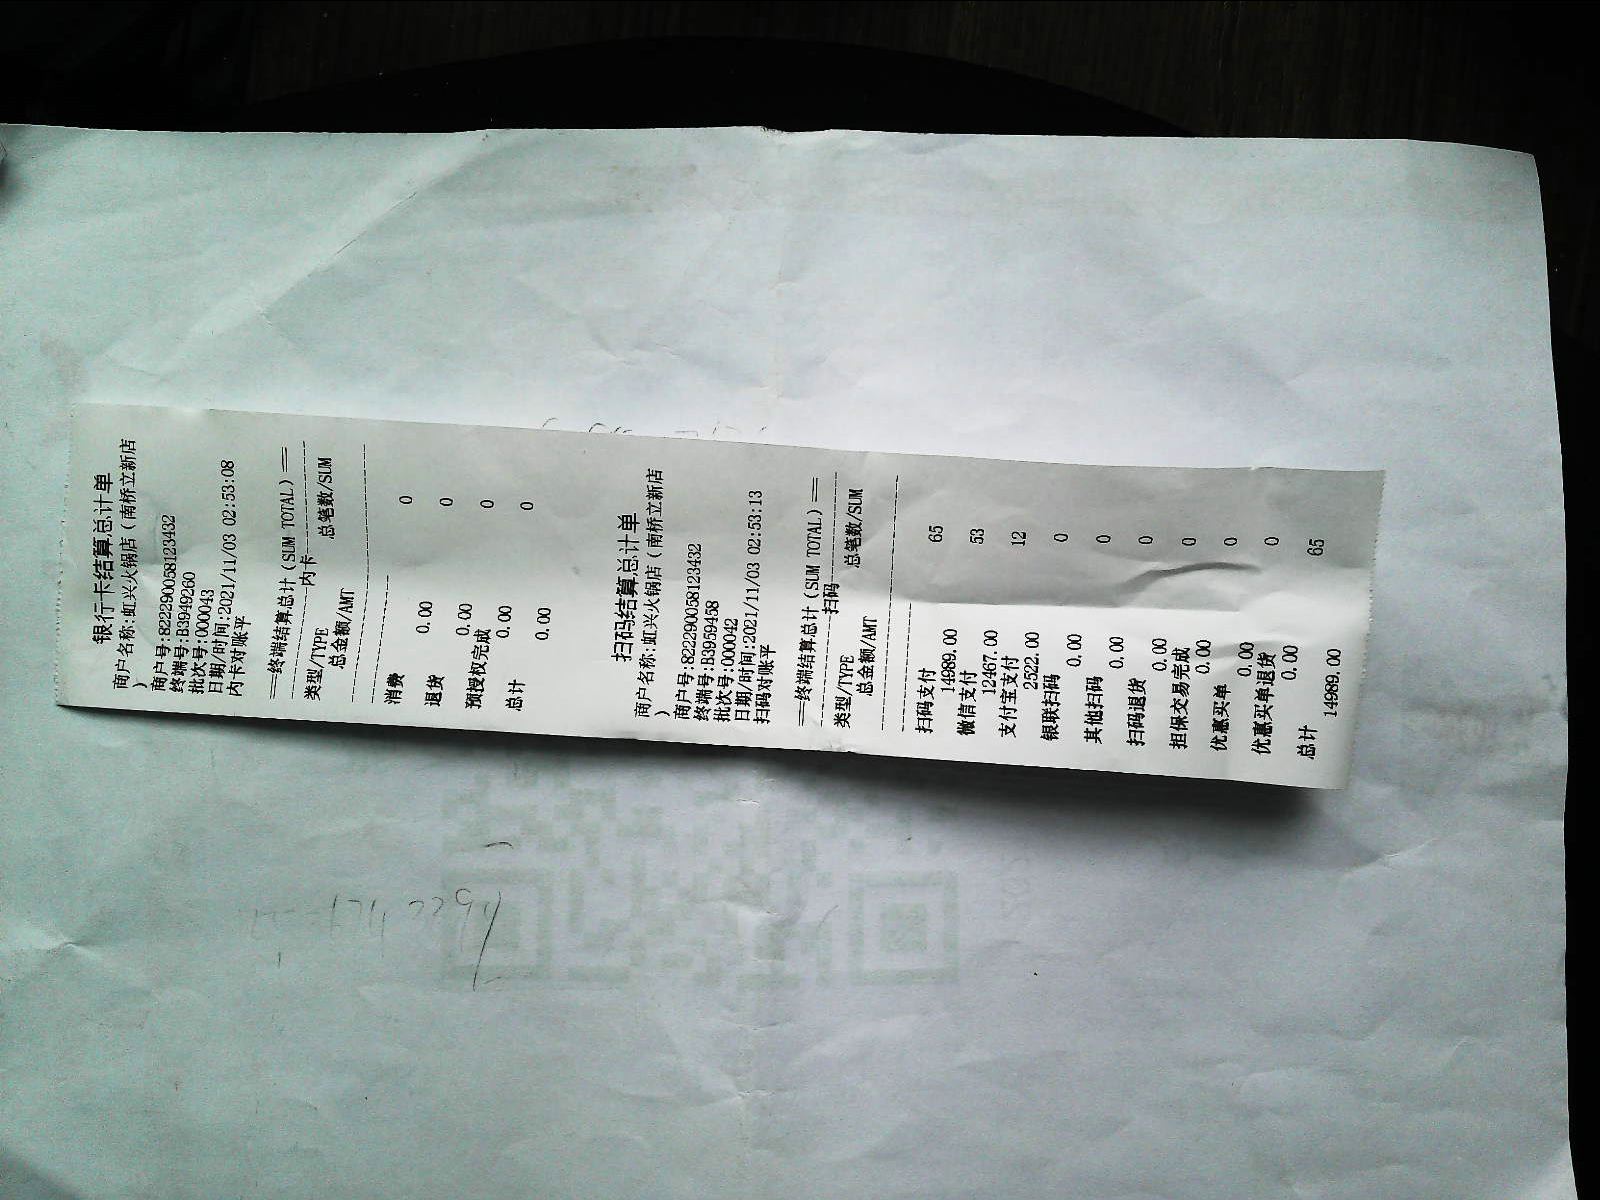 银行卡结算总计单
商户名称:虹兴火锅店(南桥立新店
)
商户号:822290058123432
终端号:B3949260
批次号:000043
日期/时间:2021/11/03 02:53:08
内卡对账平
==终端结算总计(SUM TOTAL)==
内卡
类型/TYPE 总笔数/SUM
总金额/AMT
消费 0
0.00
退货 0
0.00
预授权完成 0
0.00
总计 0
0.00
扫码结算总计单
商户名称:虹兴火锅店(南桥立新店
)
商户号:822290058123432
终端号:B3959458
批次号:000042
日期/时间:2021/11/03 02:53:13
扫码对账平
==终端结算总计(SUM TOTAL)==
扫码
类型/TYPE 总笔数/SUM
总金额/AMT
扫码支付 65
14989.00
微信支付 53
12467.00
支付宝支付 12
2522.00
银联扫码 0
0.00
其他扫码 0
0.00
扫码退货 0
0.00
担保交易完成 0
0.00
优惠买单 0
0.00
优惠买单退货 0
0.00
总计 65
14989.00